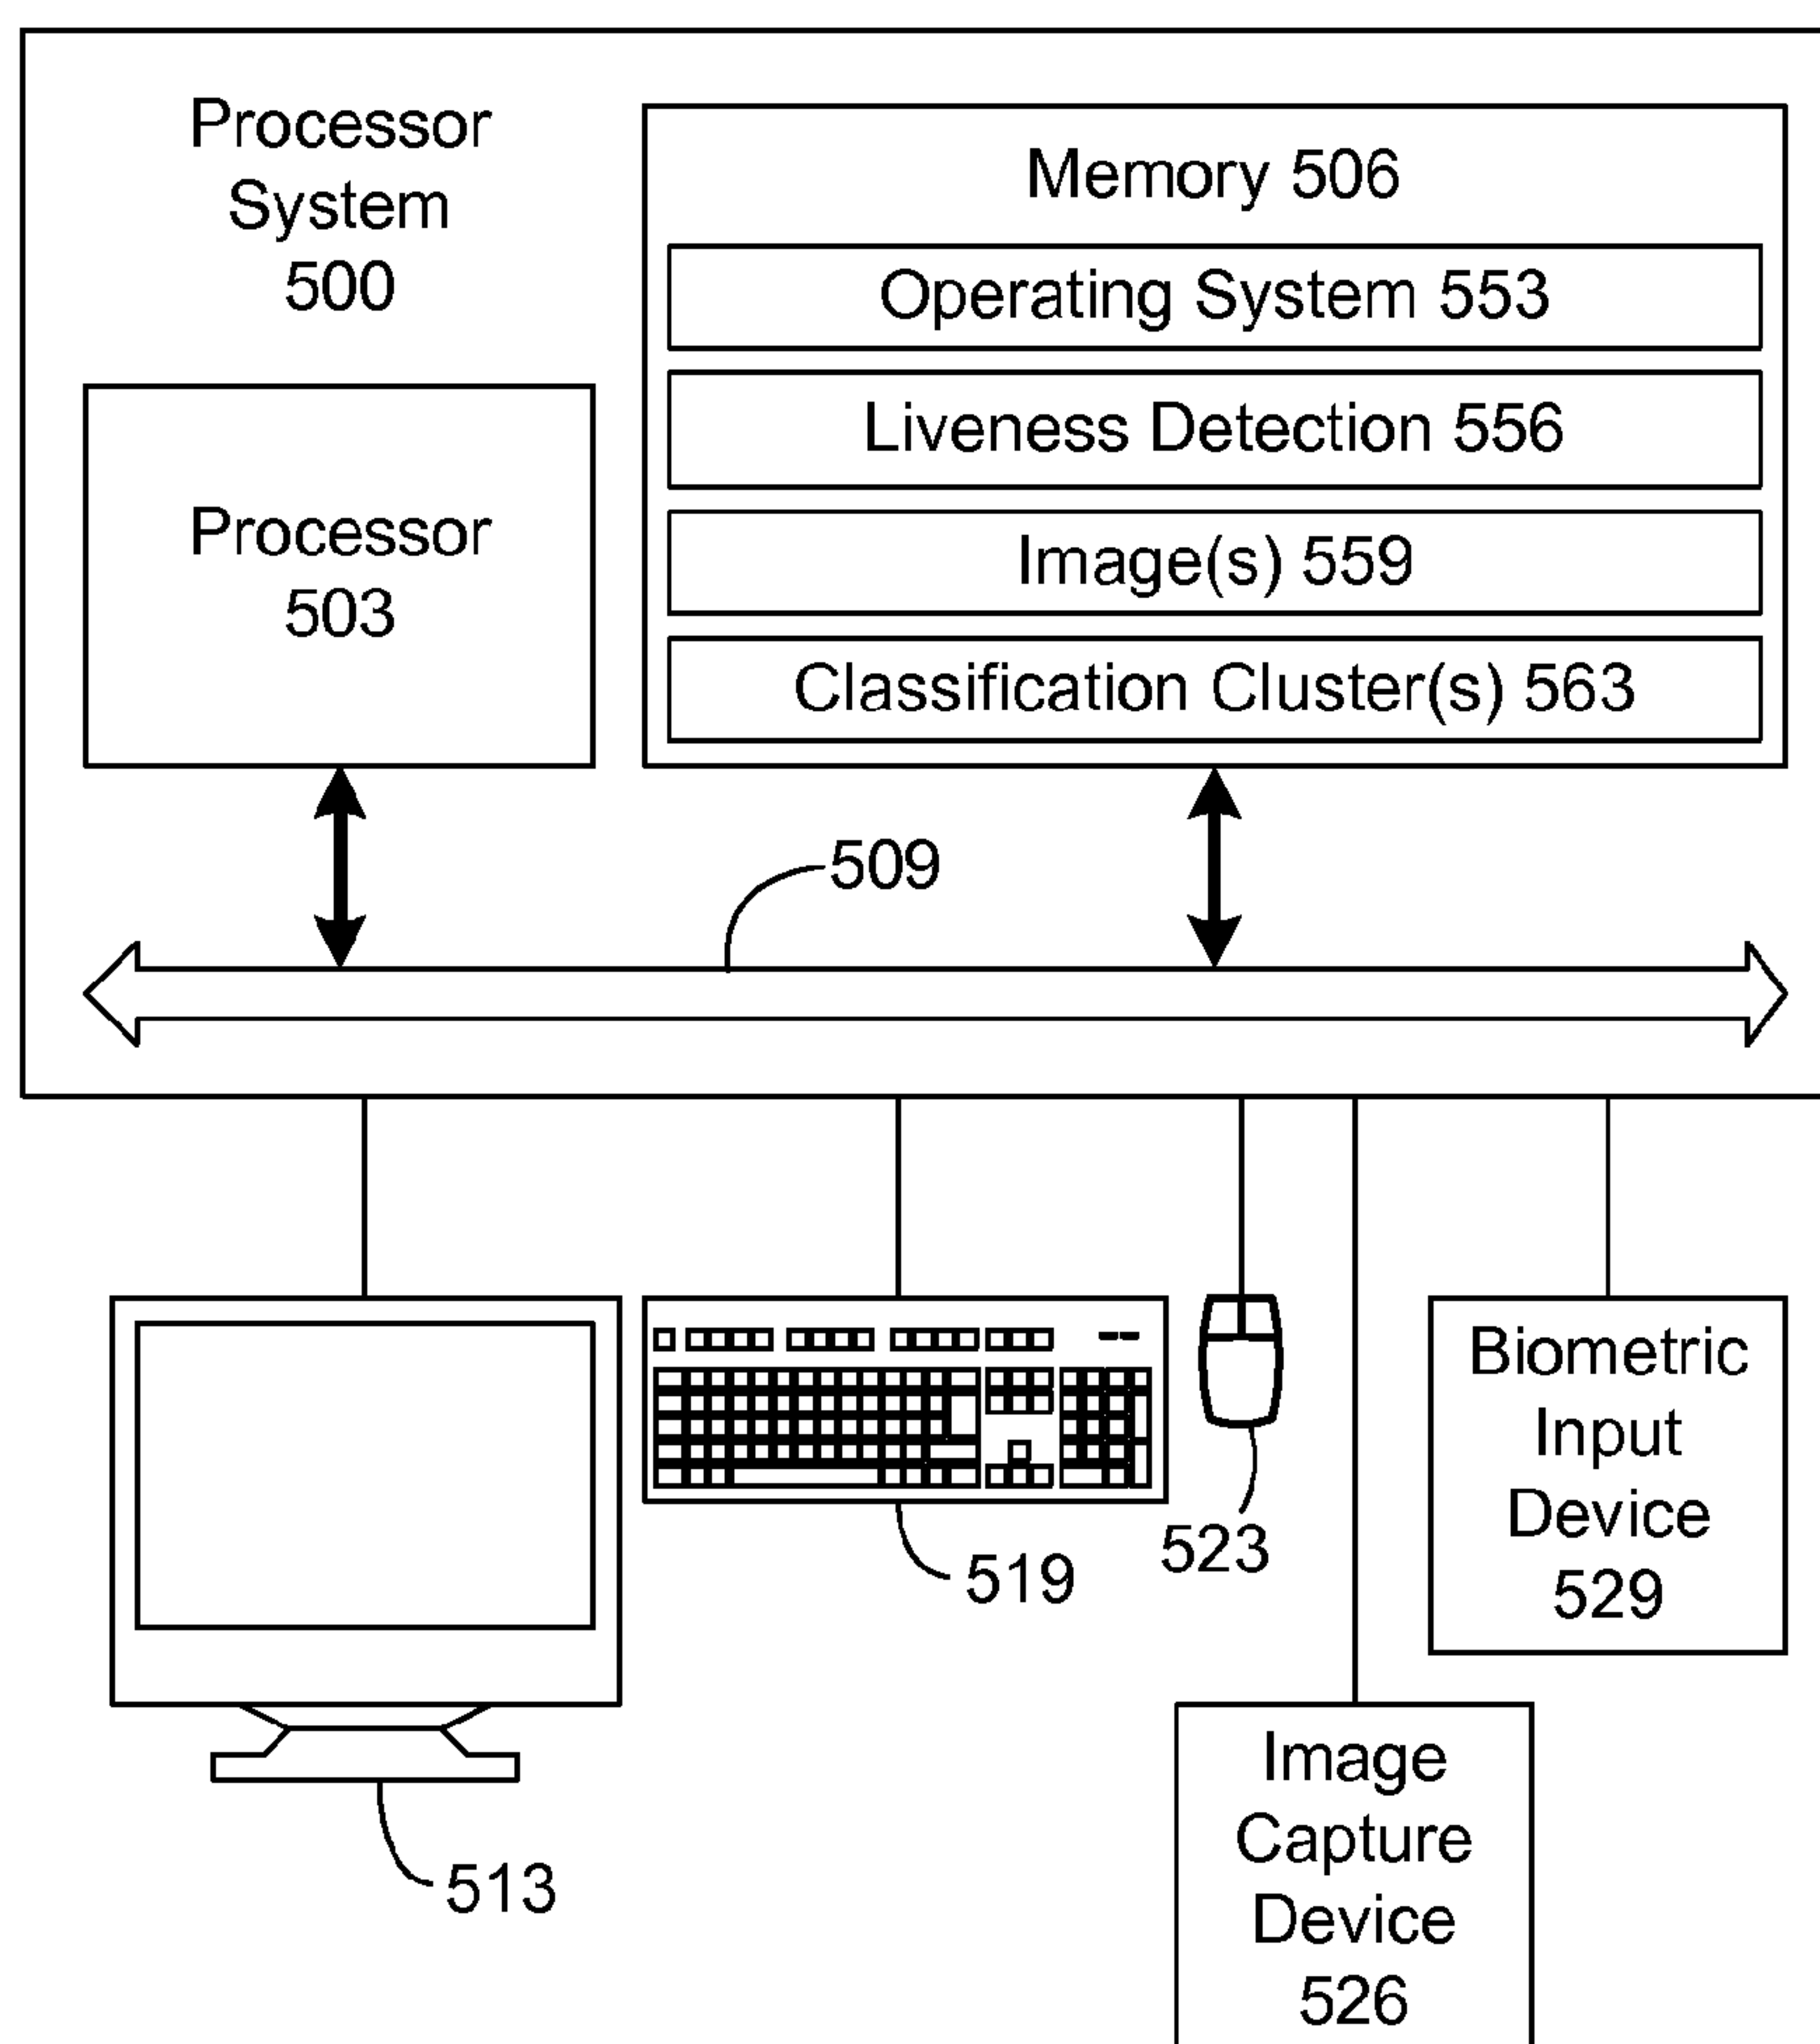 Processor
System
500
Memory 506
Operating System 553
Liveness Detection 556
Image(s) 559
Classification Cluster(s) 563
Processor
503
509
Biometric
Input
Device
529
523
519
Image
Capture
Device
526
513